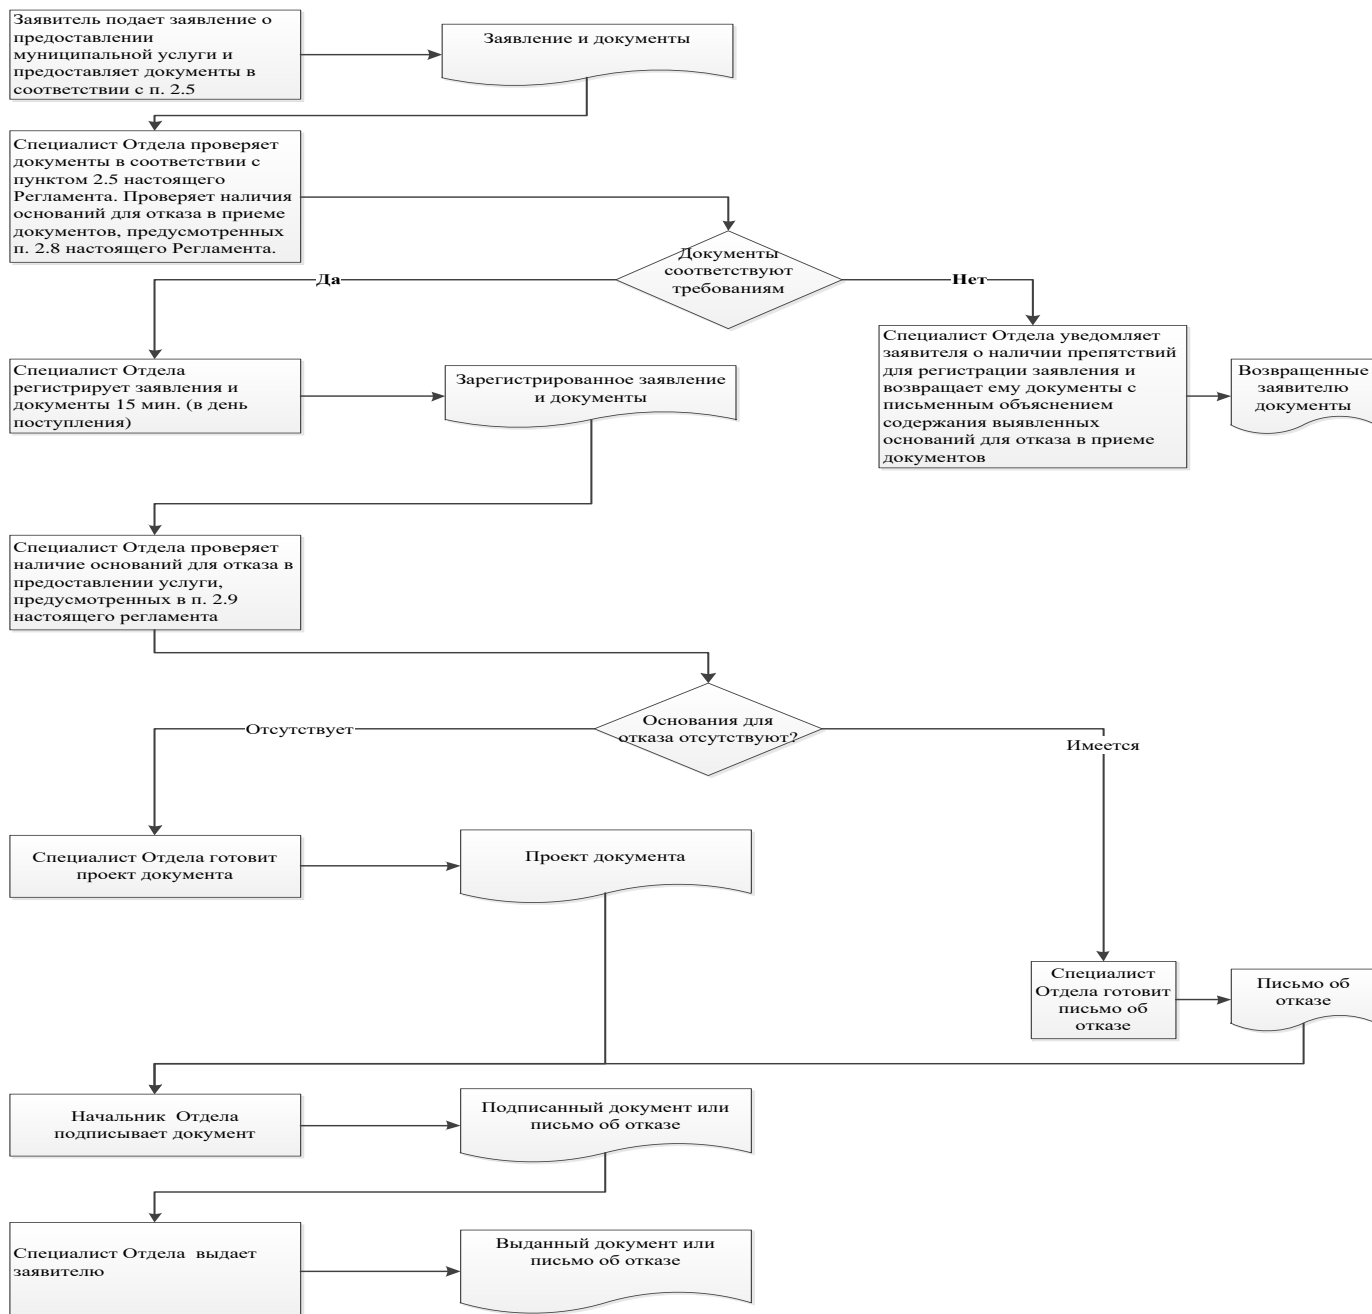 Заявитель подает заявление о
предоставлении
муниципальной услуги и
предоставляет документы в
соответствии с п. 2.5
Заявление и документы
Специалист Отдела проверяет
документы в соответствии с
пунктом 2.5 настоящего
Регламента. Проверяет наличия
оснований для отказа в приеме
документов, предусмотренных
п. 2.8 настоящего Регламента.
Документы
соответствуют
требованиям
Да
Нет
Специалист Отдела
регистрирует заявления и
документы 15 мин. (в день
поступления)
Зарегистрированное заявление
и документы
Специалист Отдела уведомляет
заявителя о наличии препятствий
для регистрации заявления и
возвращает ему документы с
письменным объяснением
содержания выявленных
оснований для отказа в приеме
документов
Возвращенные
заявителю
документы
Специалист Отдела проверяет
наличие оснований для отказа в
предоставлении услуги,
предусмотренных в п. 2.9
настоящего регламента
Основания для
отказа отсутствуют?
Отсутствует
Имеется
Специалист Отдела готовит
проект документа
Проект документа
Специалист
Отдела готовит
письмо об
отказе
Письмо об
отказе
Начальник  Отдела
подписывает документ
Подписанный документ или
письмо об отказе
Специалист Отдела  выдает
заявителю
Выданный документ или
письмо об отказе